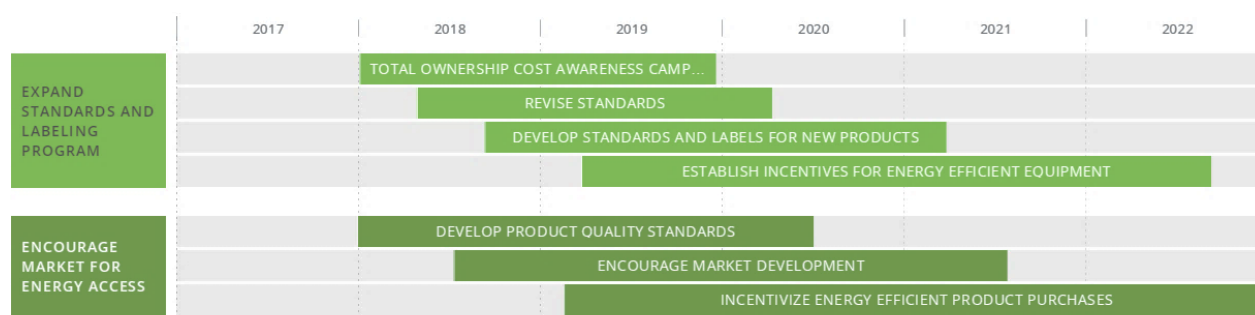 2017 2018 2019 2020 2021 2022
EXPAND
STANDARDS AND
LABELING
PROGRAM
TOTAL OWNERSHIP COST AWARENESS CAMP...
REVISE STANDARDS
DEVELOP STANDARDS AND LABELS FOR NEW PRODUCTS
ESTABLISH INCENTIVES FOR ENERGY EFFICIENT EQUIPMENT
ENCOURAGE
MARKET FOR
ENERGY ACCESS
DEVELOP PRODUCT QUALITY STANDARDS
ENCOURAGE MARKET DEVELOPMENT
INCENTIVIZE ENERGY EFFICIENT PRODUCT PURCHASES